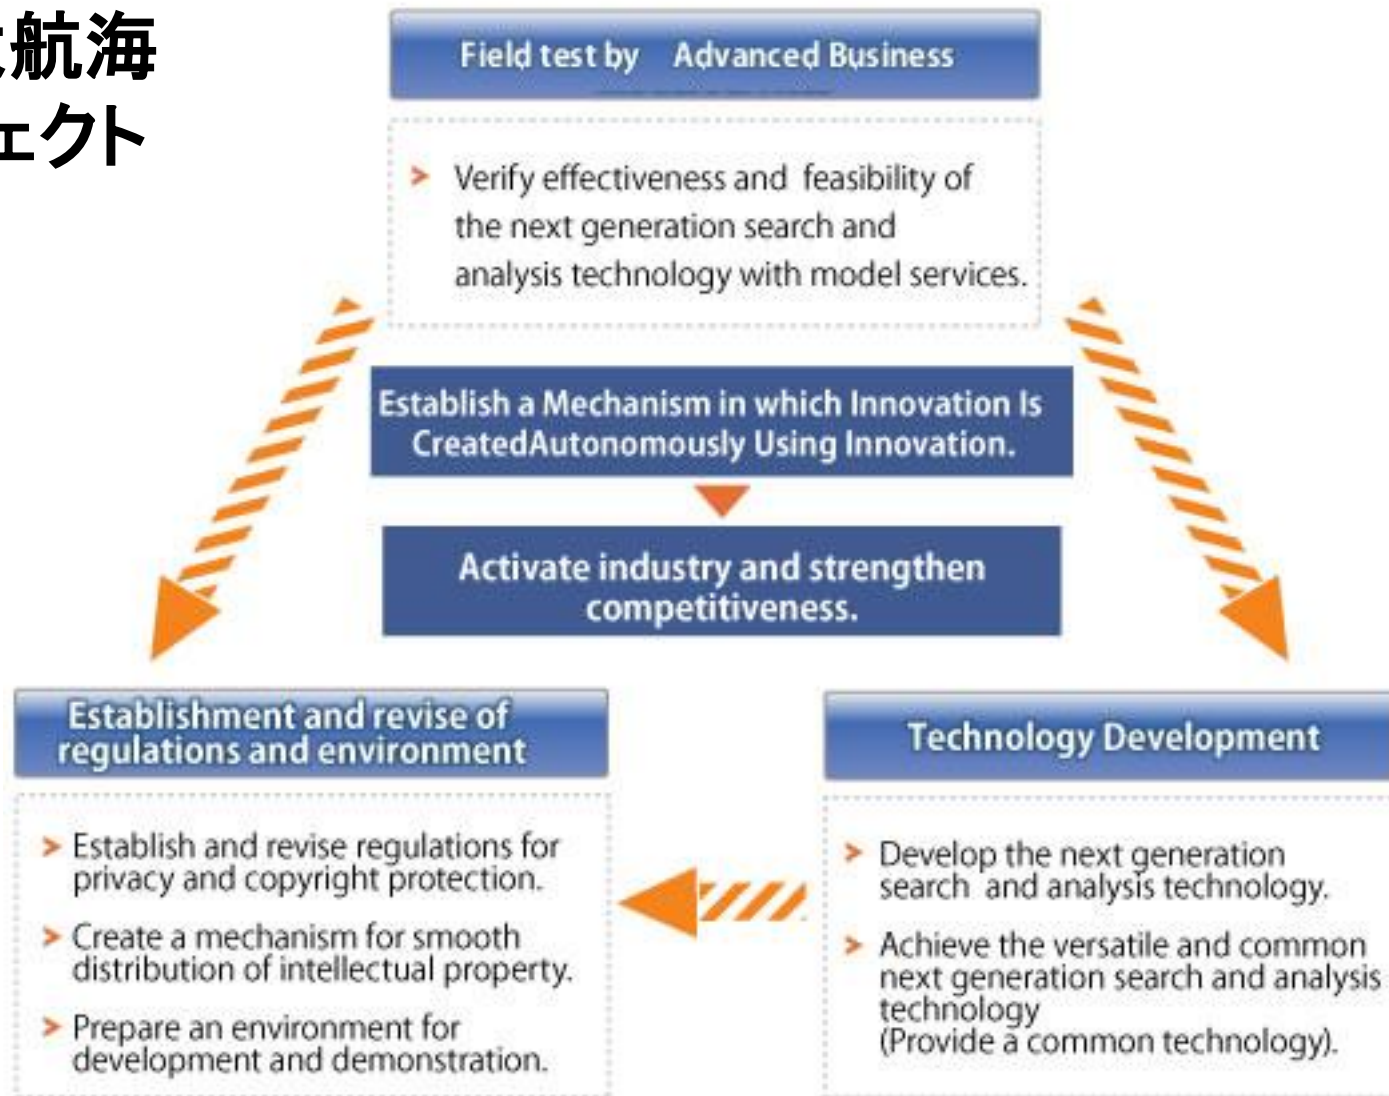 航海
ェクト
Field test by Advanced Business
> Verify effectiveness and feasibility of
the next generation search and
analysis technology with model services.
Establish a Mechanism in which Innovation Is
CreatedAutonomously Using Innovation.
Activate industry and strengthen
competitiveness.
Establishment and revise of
regulations and environment
> Establish and revise regulations for
privacy and copyright protection.
> Create a mechanism for smooth
distribution of intellectual property.
> Prepare an environment for
development and demonstration.
Technology Development
> Develop the next generation
search and analysis technology.
> Achieve the versatile and common
next generation search and analysis
technology
(Provide a common technology).